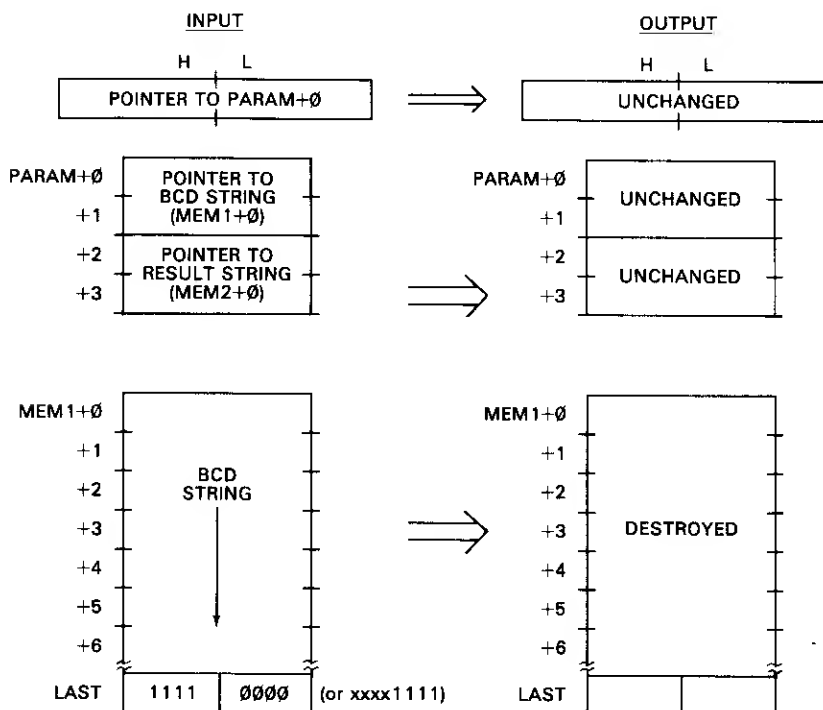 INPUT
OUTPUT
H L
H L
POINTER TO PARAM+Ø
UNCHANGED
PARAM+Ø
+1
+2
+3
POINTER TO
BCD STRING
(MEM1+Ø)
POINTER TO
RESULT STRING
(MEM2+Ø)
PARAM+Ø
+1
+2
+3
UNCHANGED
UNCHANGED
MEM1+Ø
+1
+2
+3
+4
+5
+6
LAST
BCD
STRING
1111 ØØØØ (or xxxx1111)
MEM1+Ø
+1
+2
+3
+4
+5
+6
LAST
DESTROYED